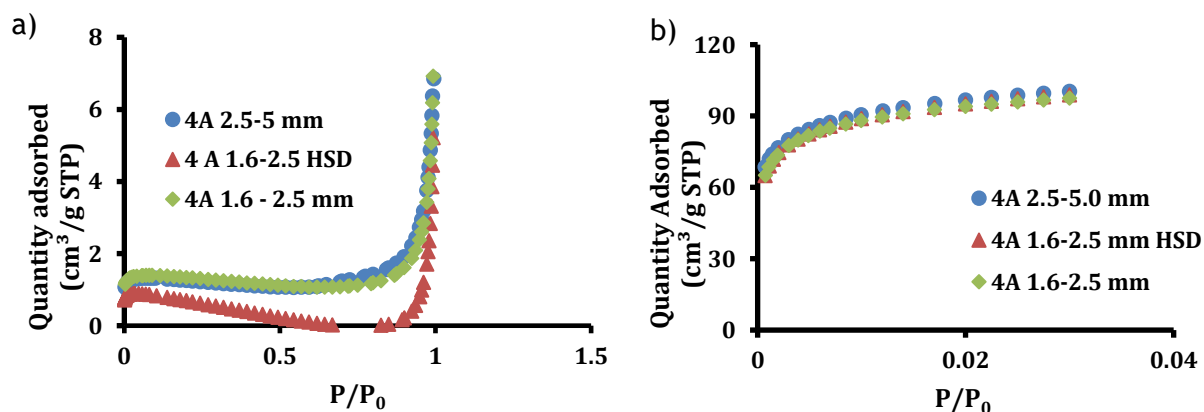 a)
8
6
4
2
0
Quantity adsorbed
(cm³/g STP)
4A 2.5-5 mm
4 A 1.6-2.5 HSD
4A 1.6 - 2.5 mm
0
0.5
1
1.5
P/P₀
b)
120
90
60
30
0
Quantity Adsorbed
(cm³/g STP)
4A 2.5-5.0 mm
4A 1.6-2.5 mm HSD
4A 1.6-2.5 mm
0
0.02
0.04
P/P₀